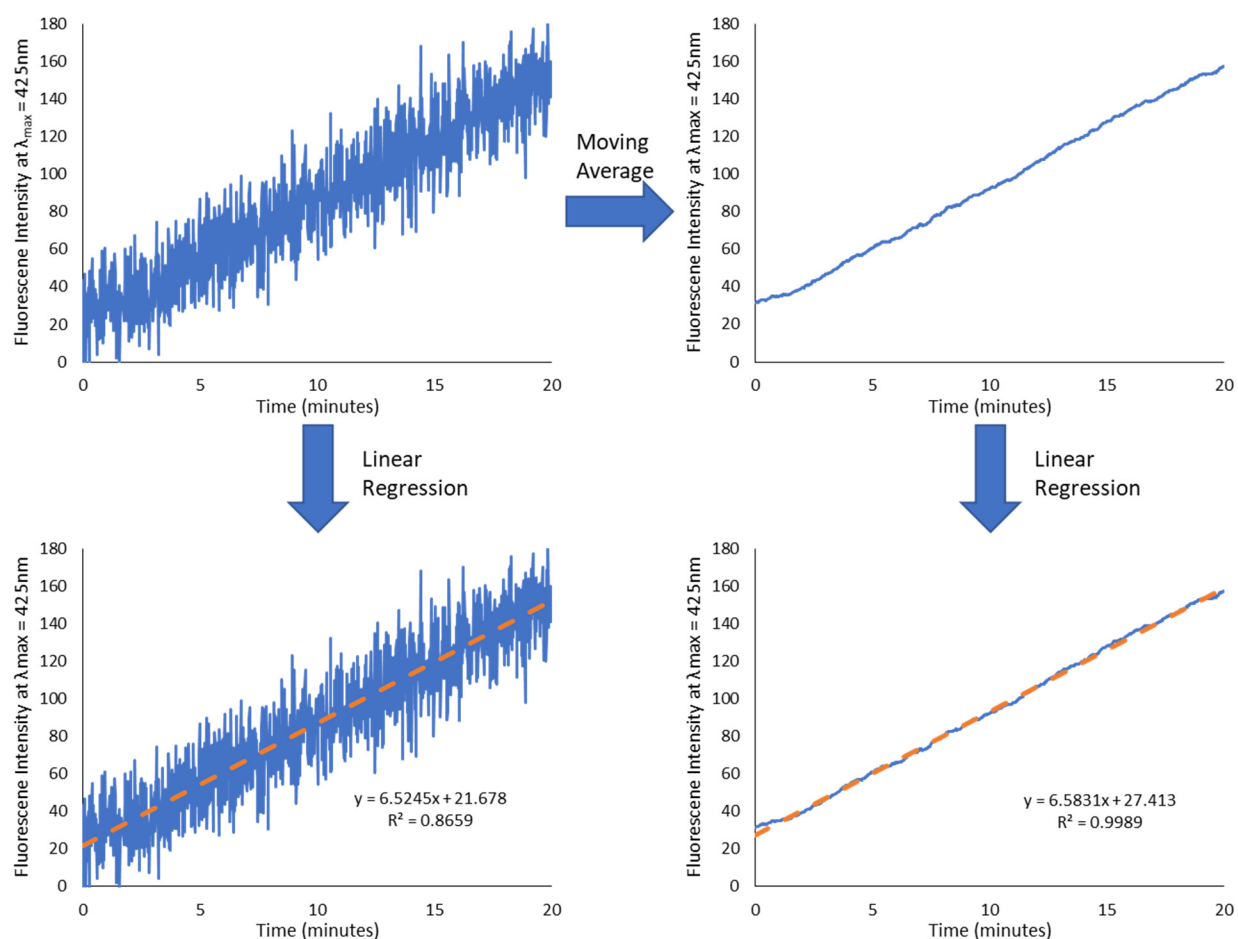 Fluorescene Intensity at λmax = 425nm
180
160
140
120
100
80
60
40
20
0
0 5 10 15 20
Time (minutes)
Moving
Average
Fluorescene Intensity at λmax = 425nm
180
160
140
120
100
80
60
40
20
0
0 5 10 15 20
Time (minutes)
Linear
Regression
Linear
Regression
Fluorescene Intensity at λmax = 425nm
180
160
140
120
100
80
60
40
20
0
y = 6.5245x + 21.678
R² = 0.8659
0 5 10 15 20
Time (minutes)
Fluorescene Intensity at λmax = 425nm
180
160
140
120
100
80
60
40
20
0
y = 6.5831x + 27.413
R² = 0.9989
0 5 10 15 20
Time (minutes)